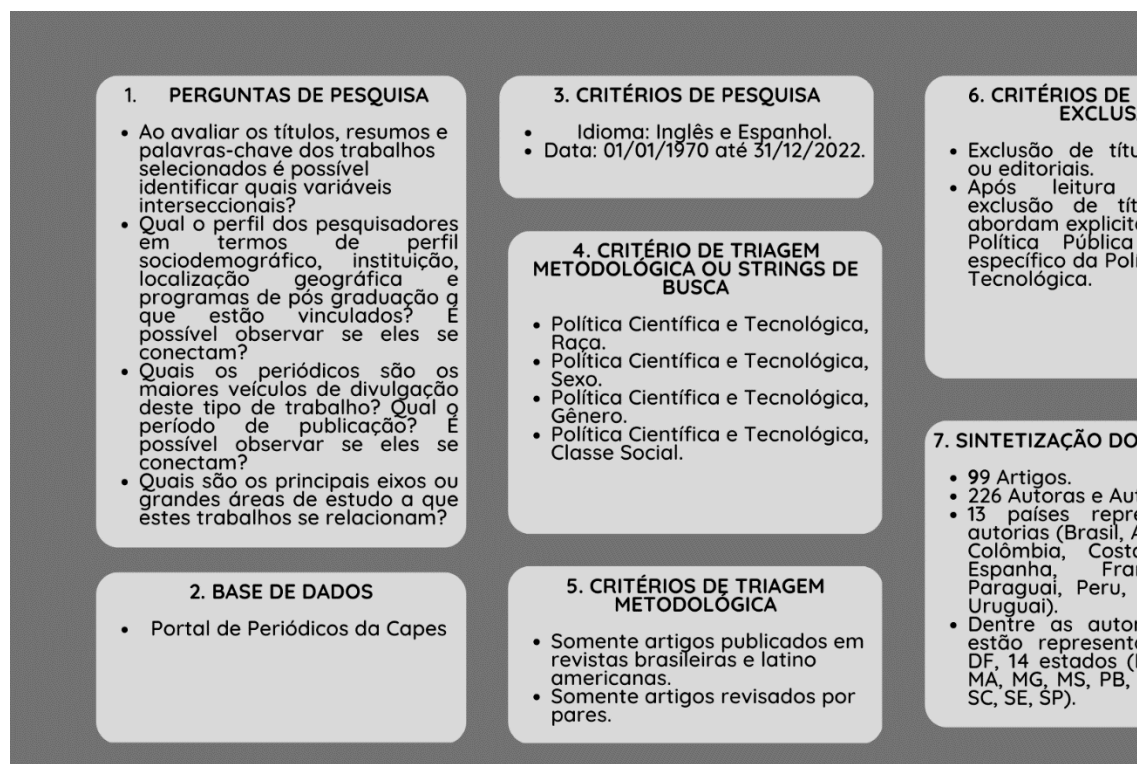 1. PERGUNTAS DE PESQUISA
• Ao avaliar os títulos, resumos e
palavras-chave dos trabalhos
selecionados é possível
identificar quais variáveis
interseccionais?
• Qual o perfil dos pesquisadores
em termos de perfil
sociodemográfico, instituição,
localização geográfica e
programas de pós graduação a
que estão vinculados? É
possível observar se eles se
conectam?
• Quais os periódicos são os
maiores veículos de divulgação
deste tipo de trabalho? Qual o
período de publicação? É
possível observar se eles se
conectam?
• Quais são os principais eixos ou
grandes áreas de estudo a que
estes trabalhos se relacionam?
2. BASE DE DADOS
• Portal de Periódicos da Capes
3. CRITÉRIOS DE PESQUISA
• Idioma: Inglês e Espanhol.
• Data: 01/01/1970 até 31/12/2022.
4. CRITÉRIO DE TRIAGEM
METODOLÓGICA OU STRINGS DE
BUSCA
• Política Científica e Tecnológica,
Raça.
• Política Científica e Tecnológica,
Sexo.
• Política Científica e Tecnológica,
Gênero.
• Política Científica e Tecnológica,
Classe Social.
5. CRITÉRIOS DE TRIAGEM
METODOLÓGICA
• Somente artigos publicados em
revistas brasileiras e latino
americanas.
• Somente artigos revisados por
pares.
6. CRITÉRIOS DE
• Exclusão de
ou editoriais.
• Após leitura
exclusão de
abordam
Política Pública
específico da
Tecnológica.
7. SINTETIZAÇÃO
• 99 Artigos.
• 226 Autoras e
• 13 países
autorias (Brasil,
Colômbia,
Espanha,
Paraguai, Peru,
Uruguai).
• Dentre as
estão
DF, 14 estados
MA, MG, MS, PB,
SC, SE, SP).